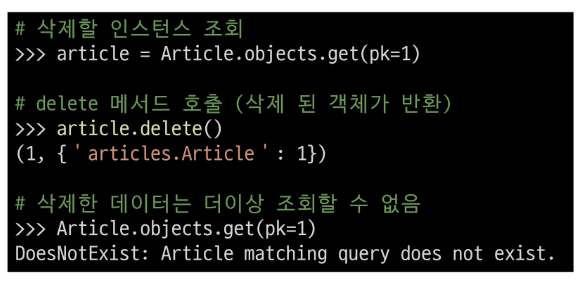 # 삭제할 인스턴스 조회
>>> article = Article.objects.get(pk=1)
# delete 메서드 호출 (삭제 된 객체가 반환)
>>> article.delete()
(1, {'articles.Article': 1})
# 삭제한 데이터는 더이상 조회할 수 없음
>>> Article.objects.get(pk=1)
DoesNotExist: Article matching query does not exist.